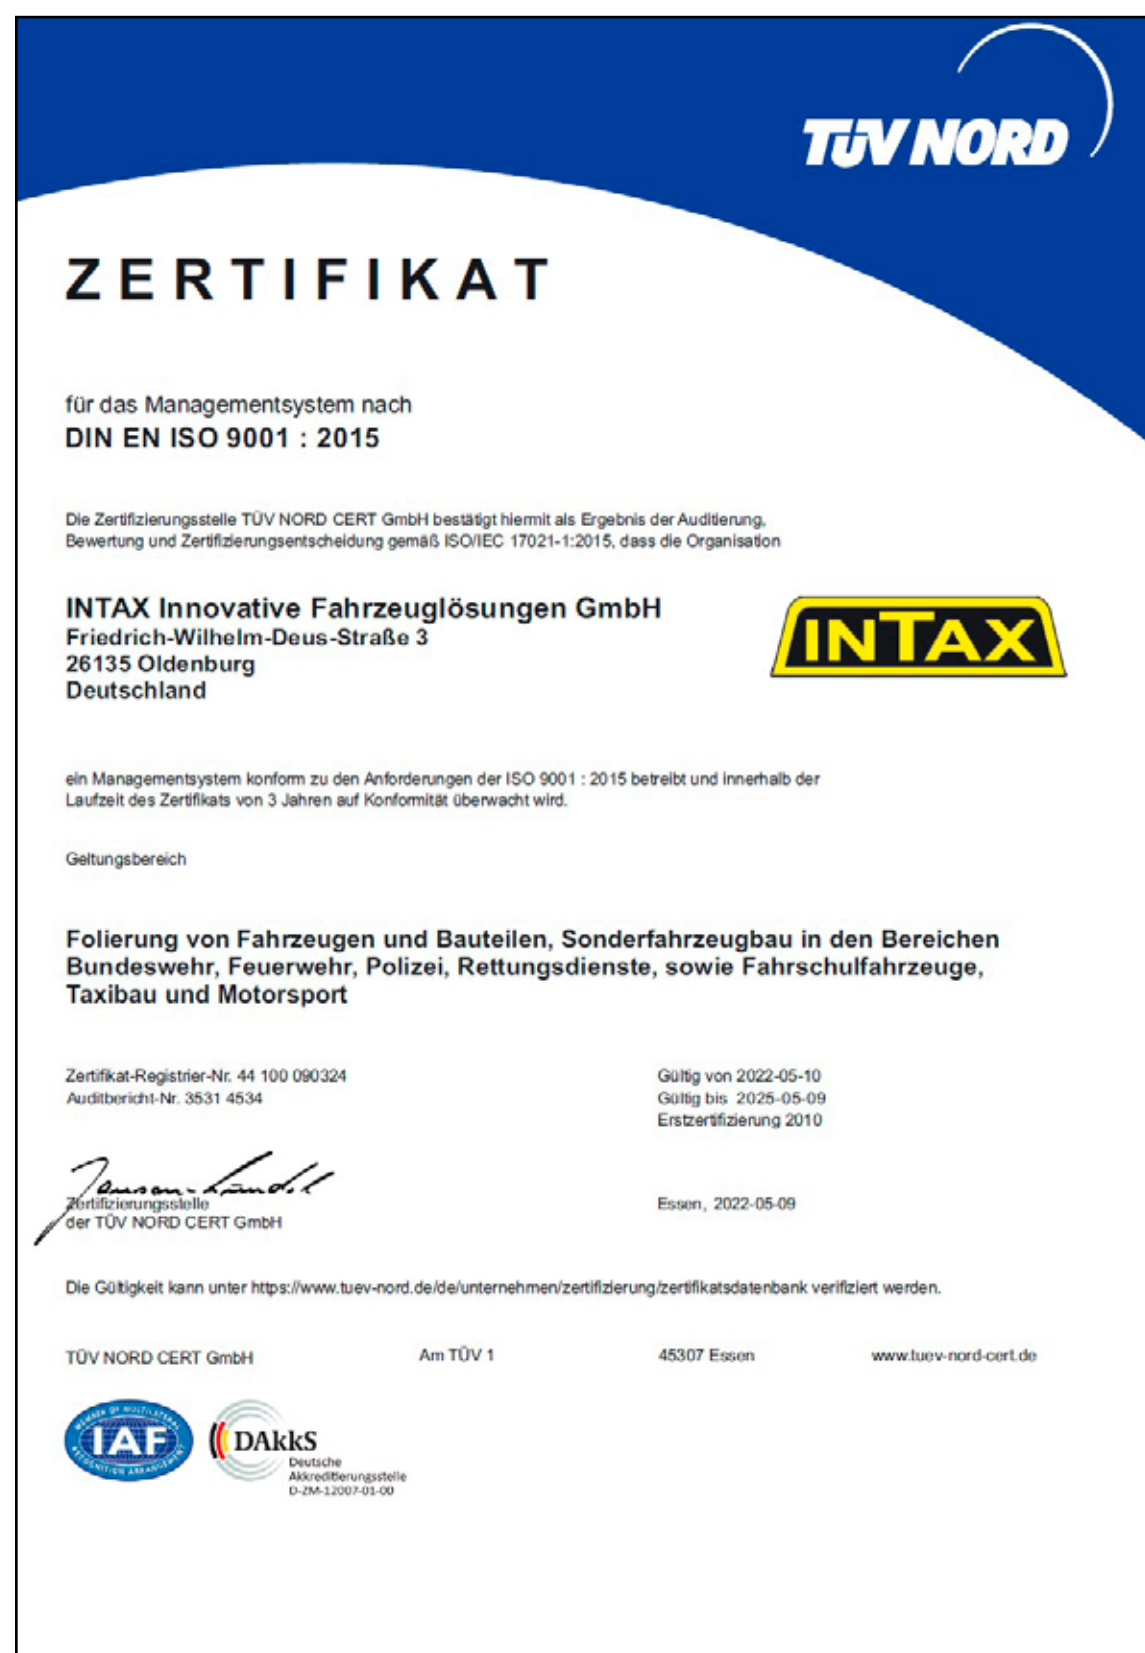 TÜV NORD
ZERTIFIKAT
für das Managementsystem nach
DIN EN ISO 9001 : 2015
Die Zertifizierungsstelle TÜV NORD CERT GmbH bestätigt hiermit als Ergebnis der Auditierung,
Bewertung und Zertifizierungsentscheidung gemäß ISO/IEC 17021-1:2015, dass die Organisation
INTAX Innovative Fahrzeuglösungen GmbH
Friedrich-Wilhelm-Deus-Straße 3
26135 Oldenburg
Deutschland
INTAX
ein Managementsystem konform zu den Anforderungen der ISO 9001 : 2015 betreibt und innerhalb der
Laufzeit des Zertifikats von 3 Jahren auf Konformität überwacht wird.
Geltungsbereich
Folierung von Fahrzeugen und Bauteilen, Sonderfahrzeugbau in den Bereichen
Bundeswehr, Feuerwehr, Polizei, Rettungsdienste, sowie Fahrschulfahrzeuge,
Taxibau und Motorsport
Zertifikat-Registrier-Nr. 44 100 090324
Auditbericht-Nr. 3531 4534
Gültig von 2022-05-10
Gültig bis 2025-05-09
Erstzertifizierung 2010
Zertifizierungsstelle
der TÜV NORD CERT GmbH
Essen, 2022-05-09
Die Gültigkeit kann unter https://www.tuev-nord.de/de/unternehmen/zertifizierung/zertifikatsdatenbank verifiziert werden.
TÜV NORD CERT GmbH Am TÜV 1 45307 Essen www.tuev-nord-cert.de
MEMBER OF MULTILATERAL
IAF
RECOGNITION ARRANGEMENT
DAkkS
Deutsche
Akkreditierungsstelle
D-ZM-12007-01-00